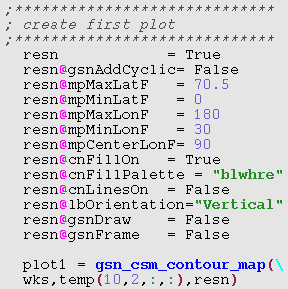 ;*****************************
; create first plot
;*****************************
resn = True
resn@gsnAddCyclic= False
resn@mpMaxLatF = 70.5
resn@mpMinLatF = 0
resn@mpMaxLonF = 180
resn@mpMinLonF = 30
resn@mpCenterLonF= 90
resn@cnFillOn = True
resn@cnFillPalette = "blwhre"
resn@cnLinesOn = False
resn@lbOrientation="Vertical"
resn@gsnDraw = False
resn@gsnFrame = False
plot1 = gsn_csm_contour_map(\
wks,temp(10,2,:,:),resn)